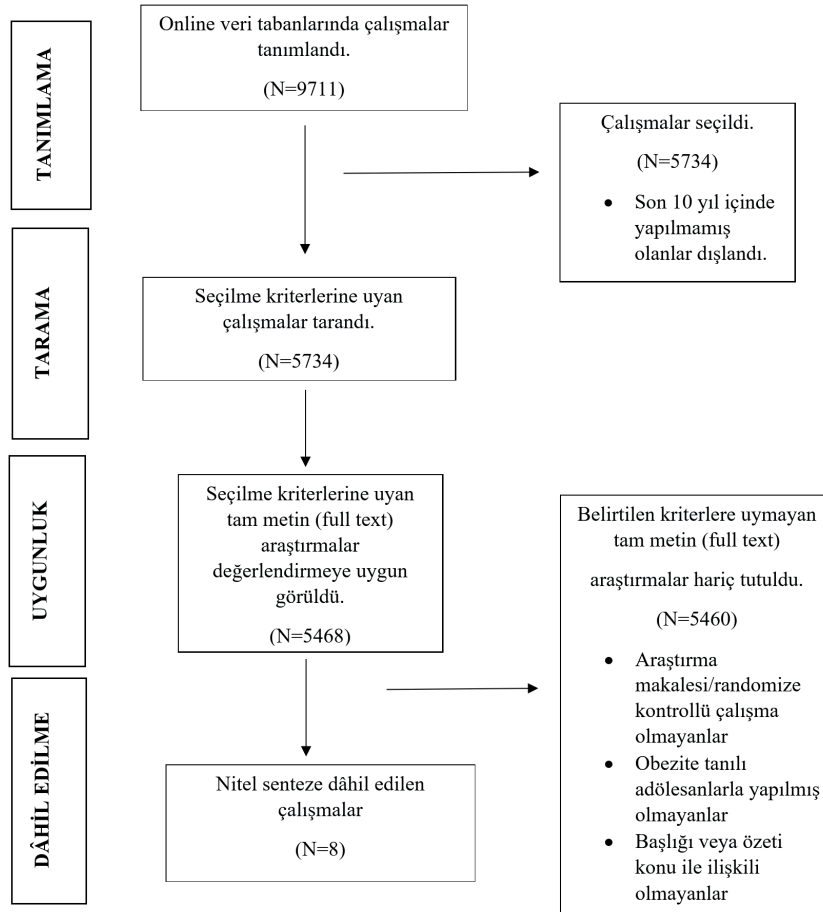 TANIMLAMA
Online veri tabanlarında çalışmalar
tanımlandı.
(N=9711)
Çalışmalar seçildi.
(N=5734)
• Son 10 yıl içinde
yapılmamış
olanlar dışlandı.
TARAMA
Seçilme kriterlerine uyan
çalışmalar tarandı.
(N=5734)
UYGUNLUK
Seçilme kriterlerine uyan
tam metin (full text)
araştırmalar
değerlendirmeye uygun
görüldü.
(N=5468)
Belirtilen kriterlere uymayan
tam metin (full text)
araştırmalar hariç tutuldu.
(N=5460)
• Araştırma
makalesi/randomize
kontrollü çalışma
olmayanlar
• Obezite tanılı
adölesanlarla yapılmış
olmayanlar
• Başlığı veya özeti
konu ile ilişkili
olmayanlar
DÂHİL EDİLME
Nitel senteze dâhil edilen
çalışmalar
(N=8)